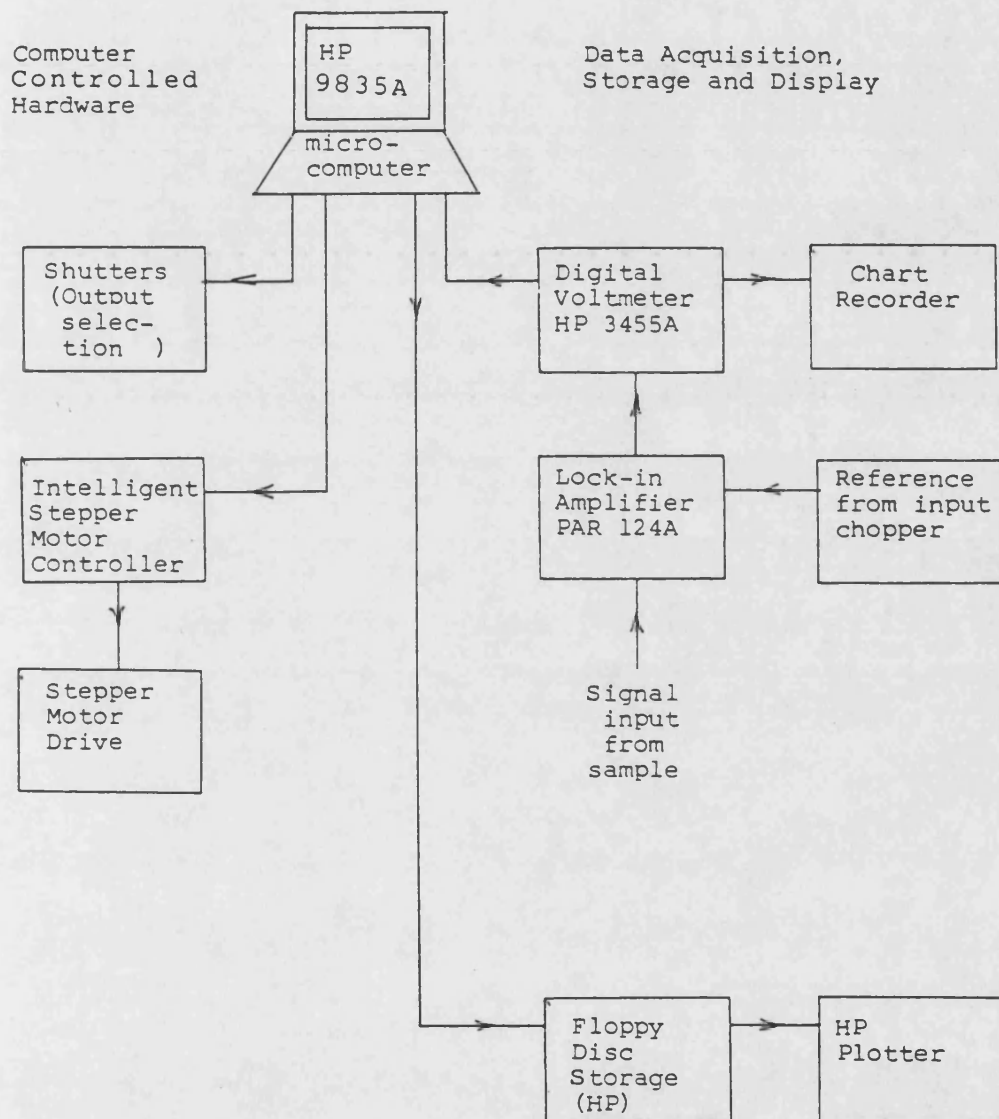 Computer
Controlled
Hardware
HP
9835A
micro-
computer
Data Acquisition,
Storage and Display
Shutters
(Output
selec-
tion )
Digital
Voltmeter
HP 3455A
Chart
Recorder
Intelligent
Stepper
Motor
Controller
Lock-in
Amplifier
PAR 124A
Reference
from input
chopper
Stepper
Motor
Drive
Signal
input
from
sample
Floppy
Disc
Storage
(HP)
HP
Plotter